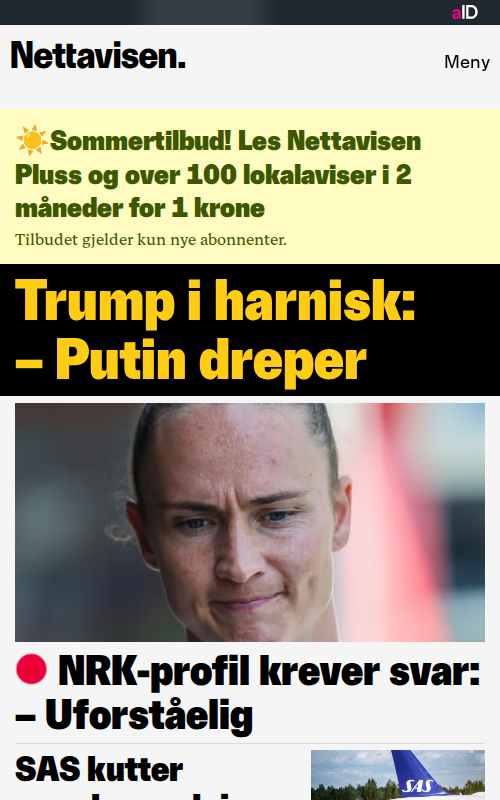 aID
Nettavisen.
Meny
☀️Sommertilbud! Les Nettavisen
Pluss og over 100 lokalaviser i 2
måneder for 1 krone
Tilbudet gjelder kun nye abonnenter.
Trump i harnisk:
– Putin dreper
NRK-profil krever svar:
– Uforståelig
SAS kutter
SAS